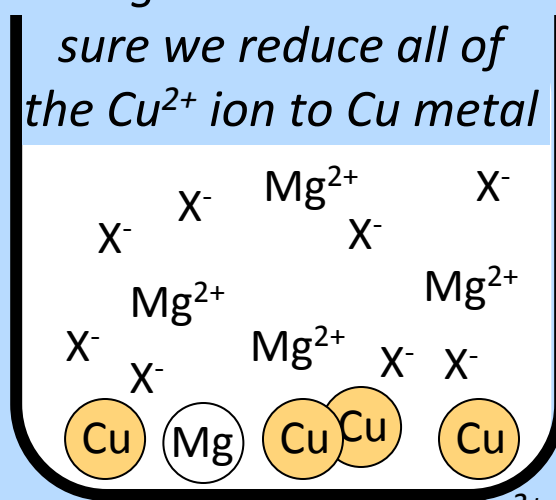 sure we reduce all of
the Cu²⁺ ion to Cu metal
Mg²⁺ X⁻
X⁻
X⁻ X⁻
Mg²⁺ Mg²⁺
X⁻ Mg²⁺
X⁻ X⁻ X⁻
Cu Mg Cu Cu Cu